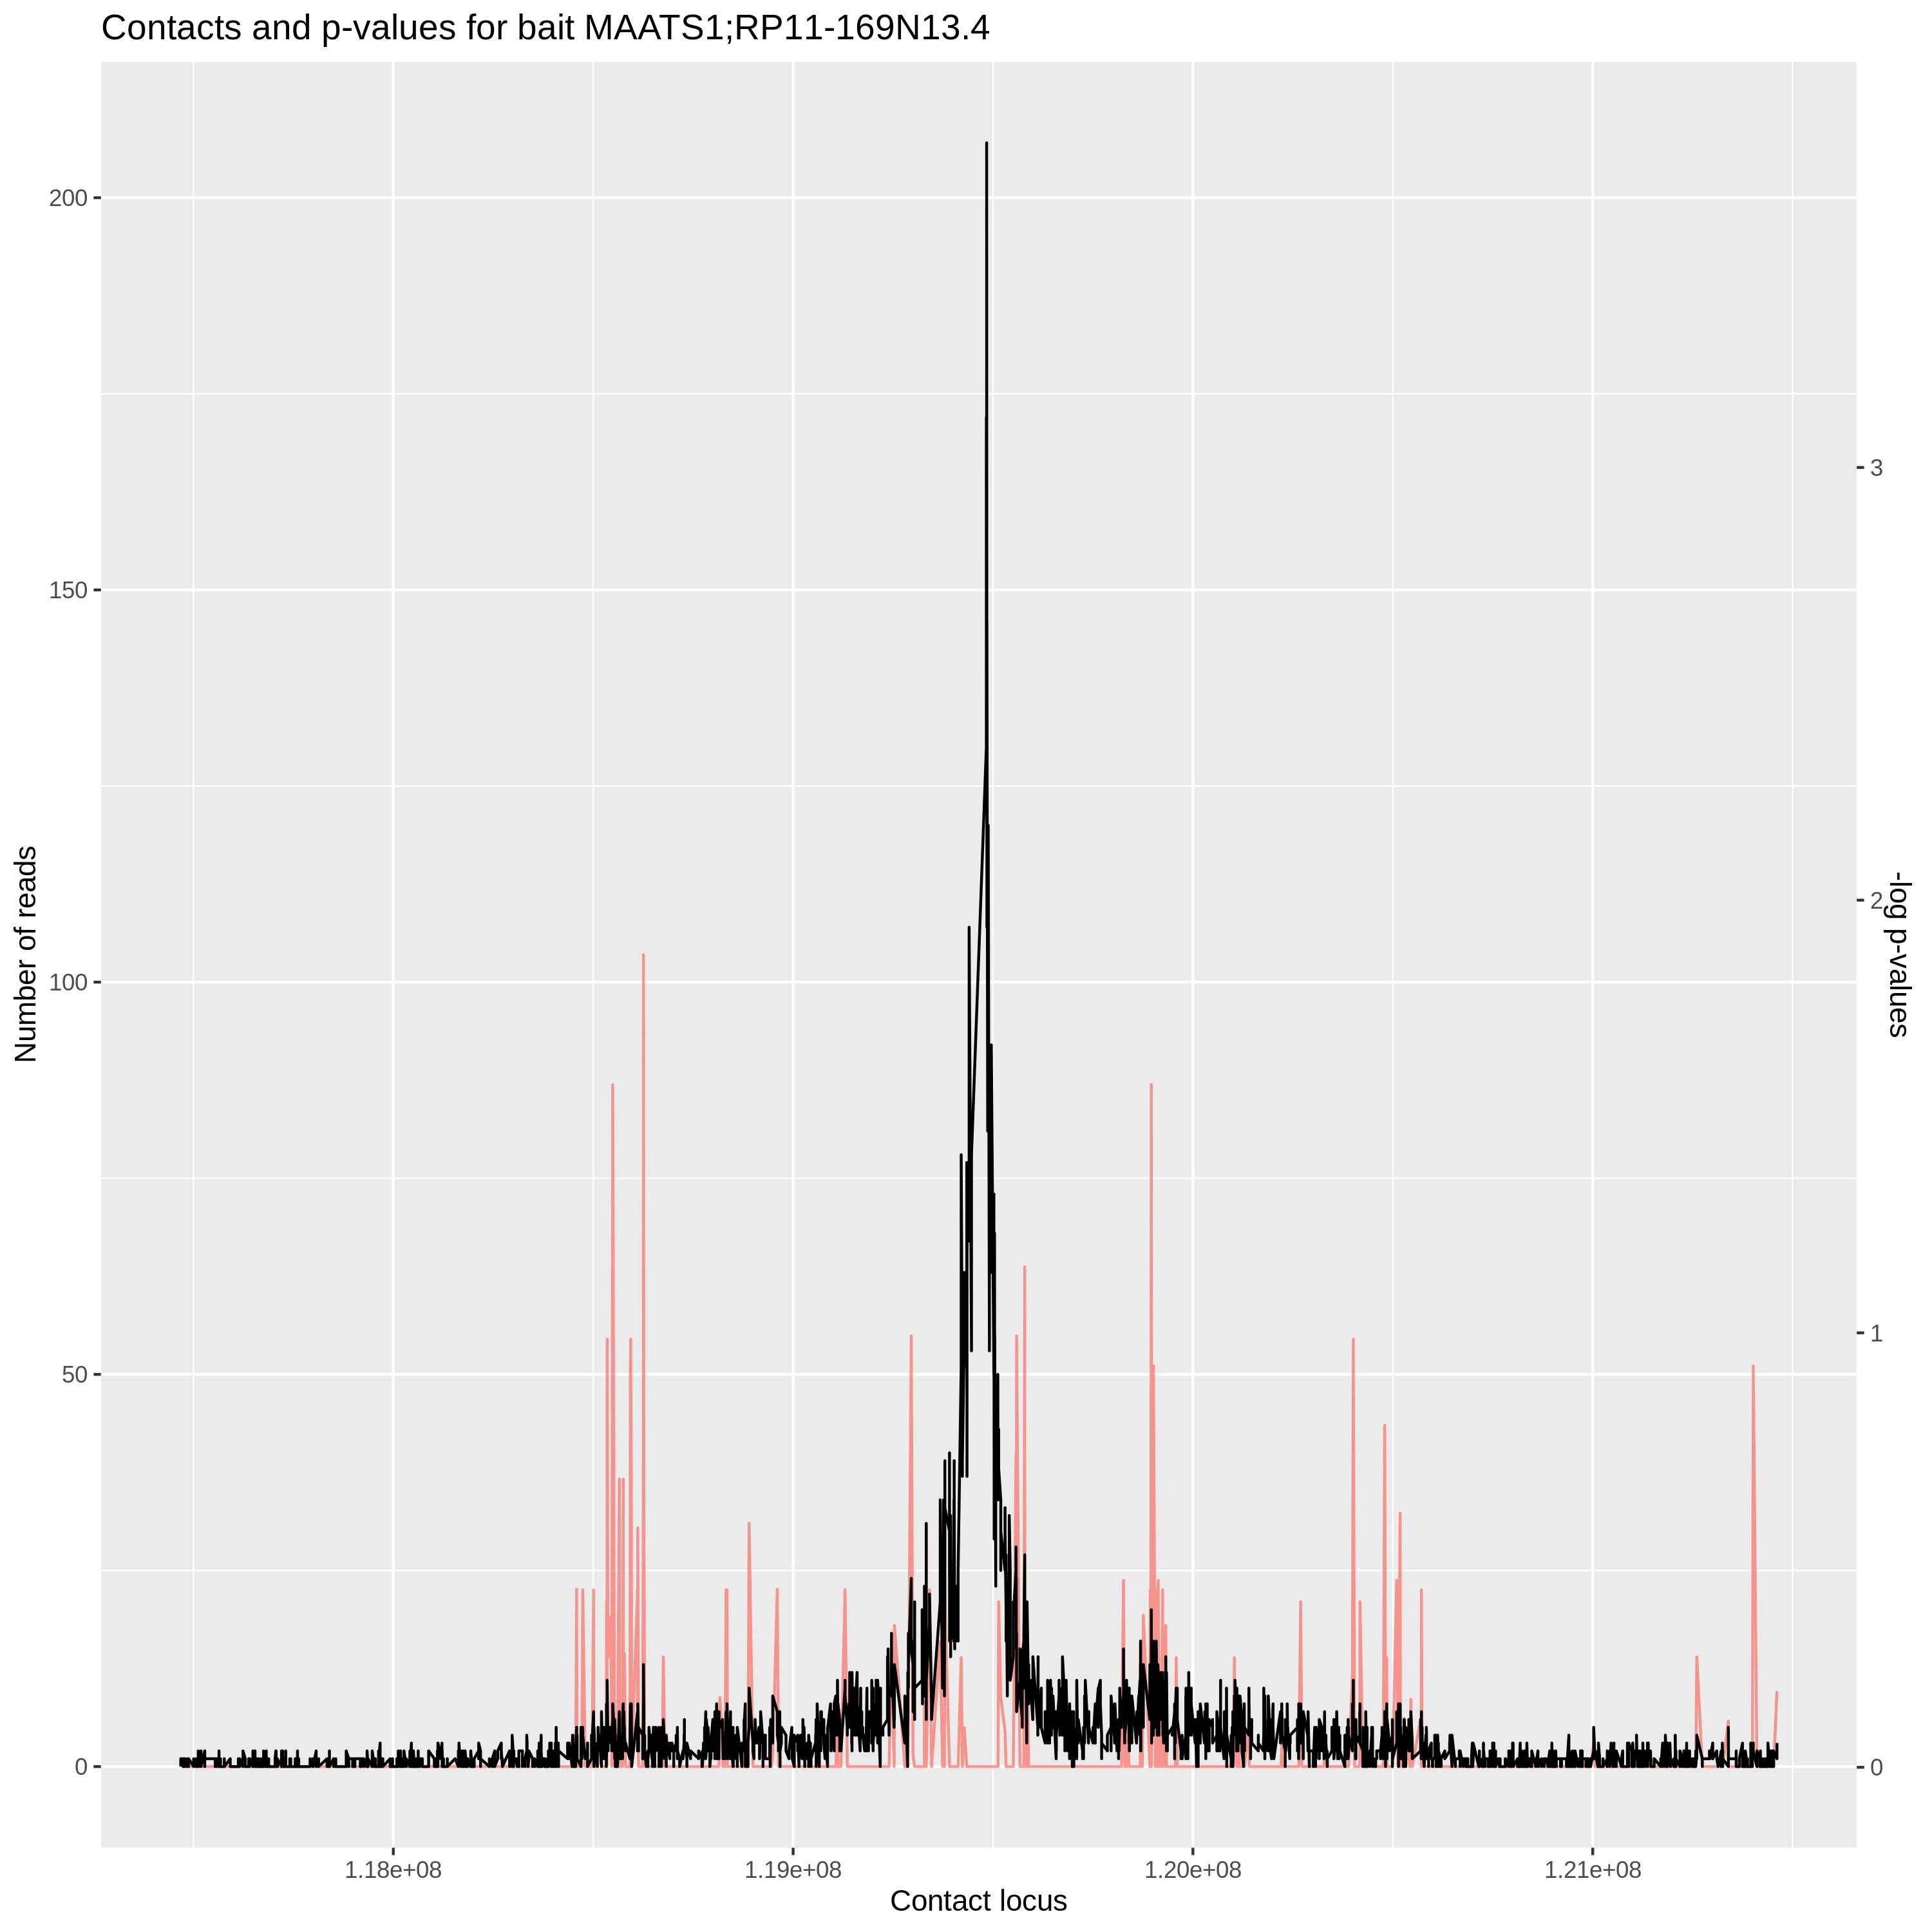 Contacts and p-values for bait MAATS1;RP11-169N13.4
200
150
100
50
0
Number of reads
3
2
1
0
-log p-values
1.18e+08
1.19e+08
1.20e+08
1.21e+08
Contact locus